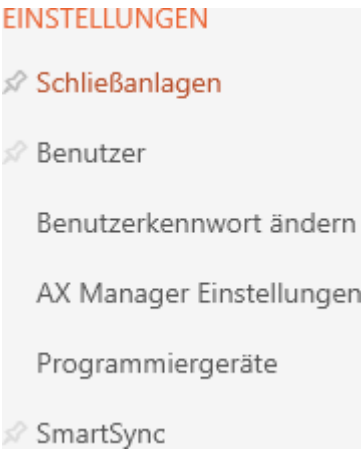 EINSTELLUNGEN
Schließanlagen
Benutzer
Benutzerkennwort ändern
AX Manager Einstellungen
Programmiergeräte
SmartSync